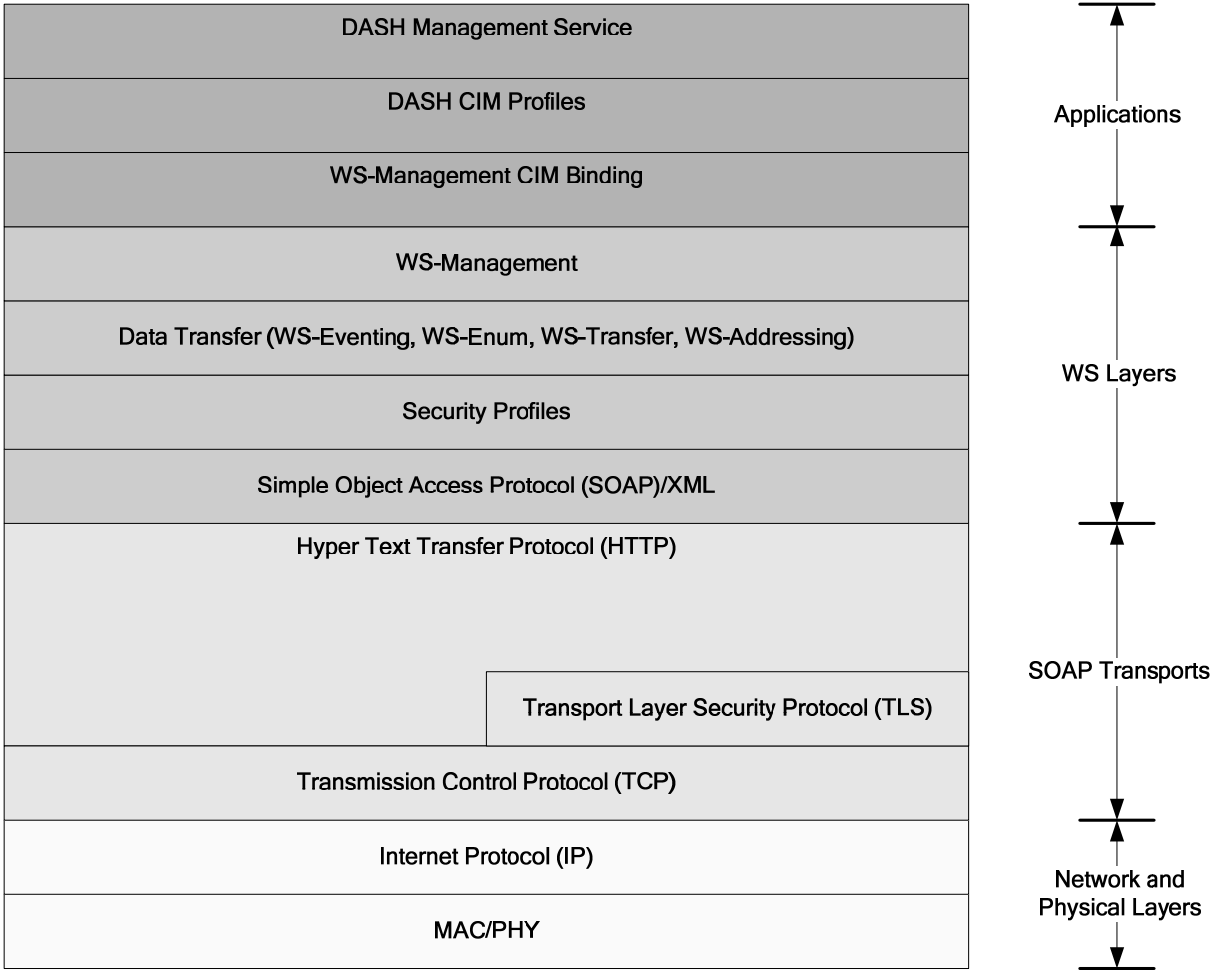 DASH Management Service
DASH CIM Profiles
Applications
WS-Management CIM Binding
WS-Management
Data Transfer (WS-Eventing, WS-Enum, WS-Transfer, WS-Addressing)
WS Layers
Security Profiles
Simple Object Access Protocol (SOAP)/XML
Hyper Text Transfer Protocol (HTTP)
SOAP Transports
Transport Layer Security Protocol (TLS)
Transmission Control Protocol (TCP)
Internet Protocol (IP)
Network and
Physical Layers
MAC/PHY